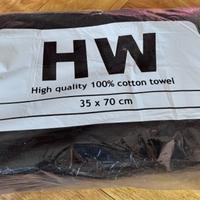 HW
High quality 100% cotton towel
35 x 70 cm